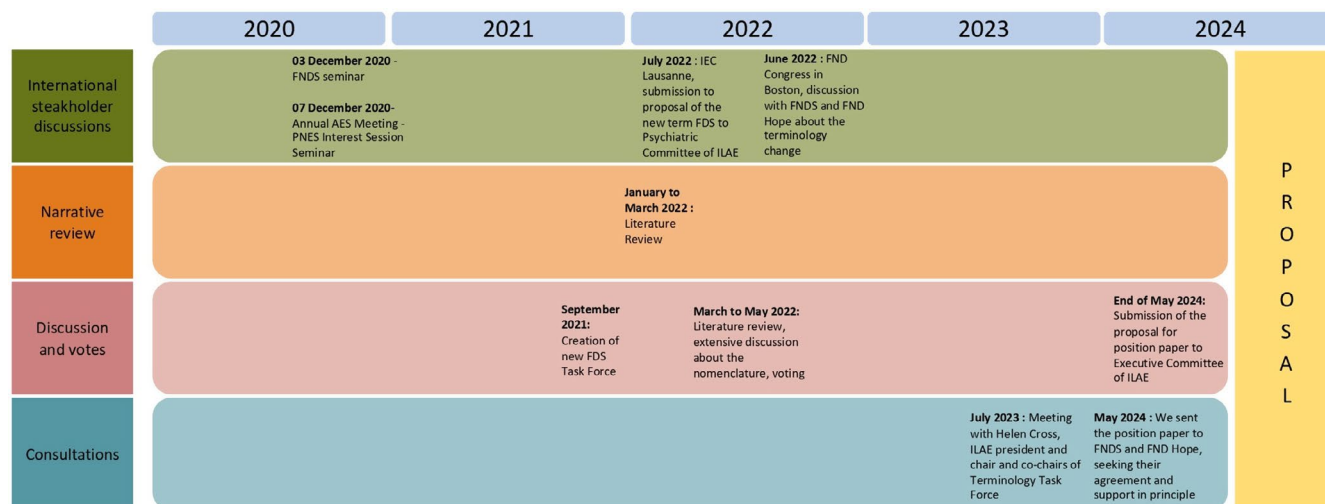 2020
2021
2022
2023
2024
International
steakholder
discussions
03 December 2020 -
FNDS seminar
07 December 2020-
Annual AES Meeting -
PNES Interest Session
Seminar
July 2022 : IEC
Lausanne,
submission to
proposal of the
new term FDS to
Psychiatric
Committee of ILAE
June 2022 : FND
Congress in
Boston, discussion
with FNDS and FND
Hope about the
terminology
change
Narrative
review
January to
March 2022 :
Literature
Review
Discussion
and votes
September
2021:
Creation of
new FDS
Task Force
March to May 2022:
Literature review,
extensive discussion
about the
nomenclature, voting
End of May 2024:
Submission of the
proposal for
position paper to
Executive Committee
of ILAE
Consultations
July 2023 : Meeting
with Helen Cross,
ILAE president and
chair and co-chairs of
Terminology Task
Force
May 2024 : We sent
the position paper to
FNDS and FND Hope,
seeking their
agreement and
support in principle
P
R
O
P
O
S
A
L